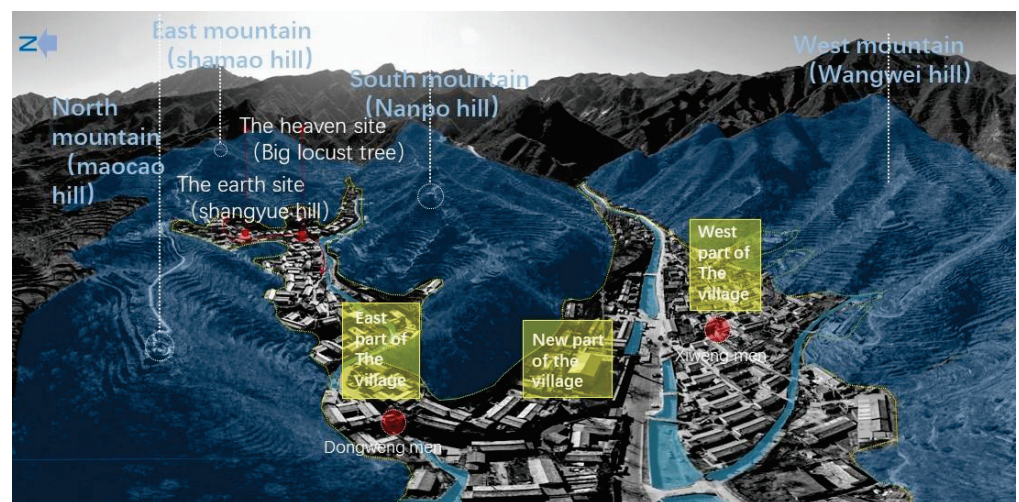 N
East mountain
（shamao hill）
North
mountain
（maocao
hill）
South mountain
（Nanpo hill）
West mountain
（Wangwei hill）
The heaven site
（Big locust tree）
The earth site
（shangyue hill）
West
part of
The
village
East
part of
The
village
New part
of the
village
Xiweng men
Dongweng men